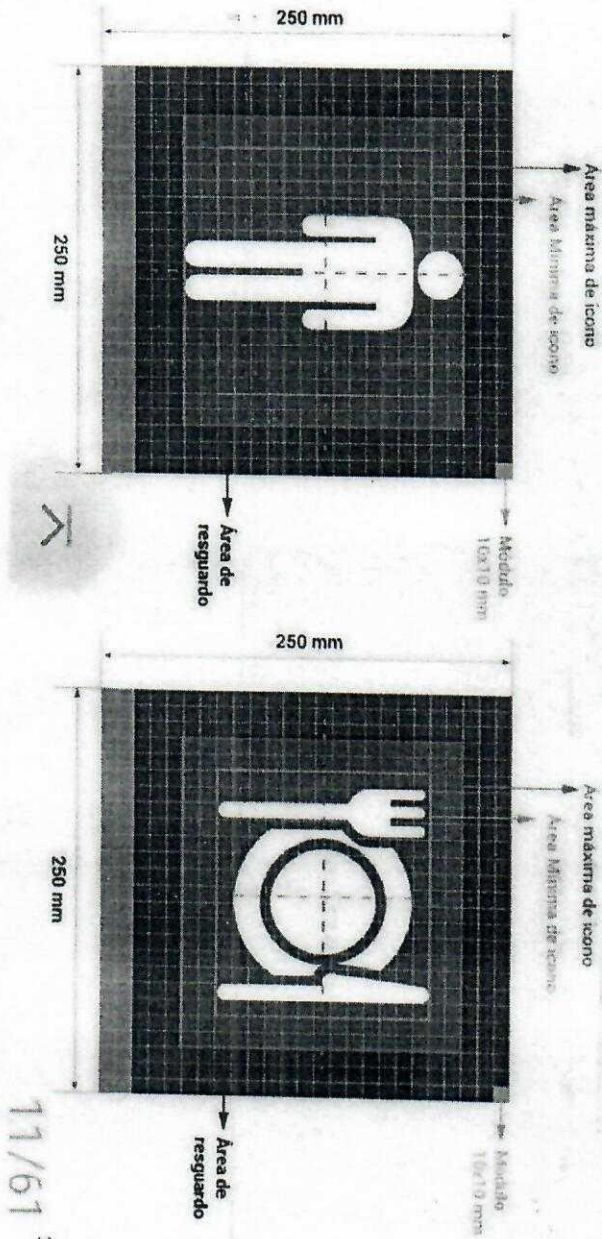 250 mm
Área máxima de icono
Área Mínima de icono
250 mm
Modulo
10x10 mm
Área de
resguardo
250 mm
Área máxima de icono
Área Mínima de icono
250 mm
Modulo
10x10 mm
Área de
resguardo
11/61